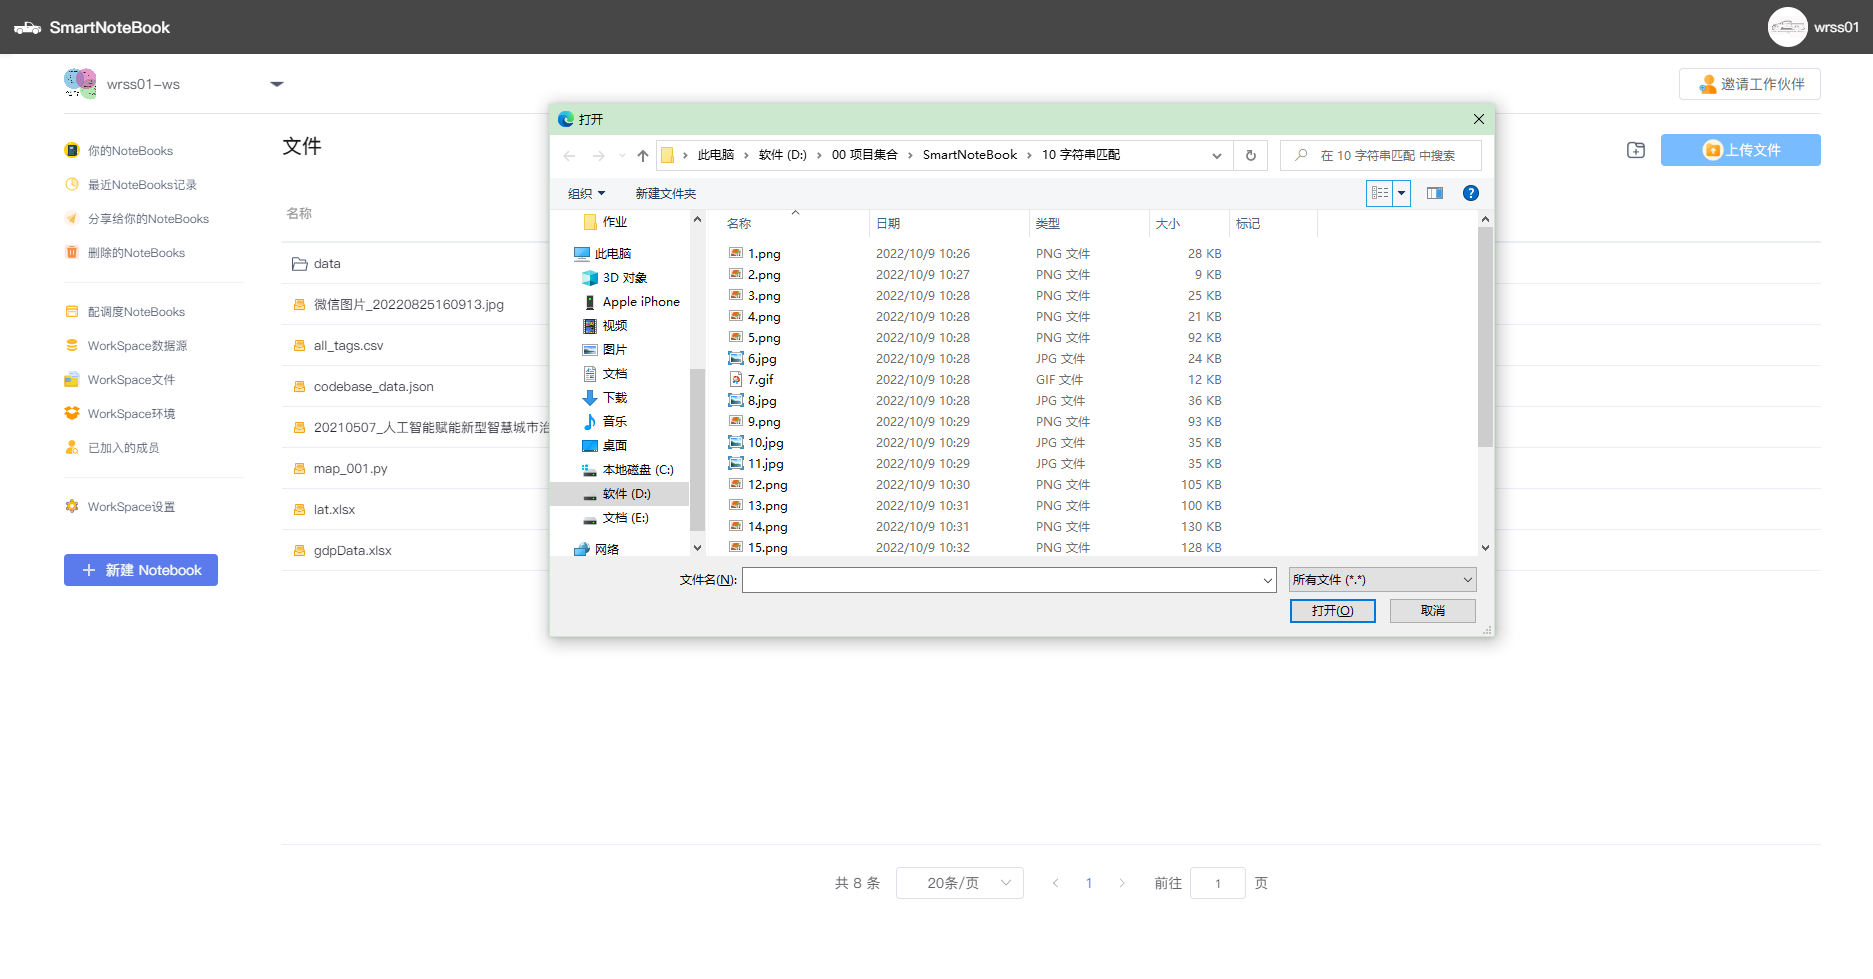 SmartNoteBook
wrss01
wrss01-ws
邀请工作伙伴
你的NoteBooks
最近NoteBooks记录
分享给你的NoteBooks
删除的NoteBooks
配调度NoteBooks
WorkSpace数据源
WorkSpace文件
WorkSpace环境
已加入的成员
WorkSpace设置
新建 Notebook
文件
上传文件
名称
data
微信图片_20220825160913.jpg
all_tags.csv
codebase_data.json
20210507_人工智能赋能新型智慧城市治
map_001.py
lat.xlsx
gdpData.xlsx
打开
此电脑 › 软件 (D:) › 00 项目集合 › SmartNoteBook › 10 字符串匹配
在 10 字符串匹配 中搜索
组织 新建文件夹
作业
此电脑
3D 对象
Apple iPhone
视频
图片
文档
下载
音乐
桌面
本地磁盘 (C:)
软件 (D:)
文档 (E:)
网络
名称 日期 类型 大小 标记
1.png 2022/10/9 10:26 PNG 文件 28 KB
2.png 2022/10/9 10:27 PNG 文件 9 KB
3.png 2022/10/9 10:28 PNG 文件 25 KB
4.png 2022/10/9 10:28 PNG 文件 21 KB
5.png 2022/10/9 10:28 PNG 文件 92 KB
6.jpg 2022/10/9 10:28 JPG 文件 24 KB
7.gif 2022/10/9 10:28 GIF 文件 12 KB
8.jpg 2022/10/9 10:28 JPG 文件 36 KB
9.png 2022/10/9 10:29 PNG 文件 93 KB
10.jpg 2022/10/9 10:29 JPG 文件 35 KB
11.jpg 2022/10/9 10:29 JPG 文件 35 KB
12.png 2022/10/9 10:30 PNG 文件 105 KB
13.png 2022/10/9 10:31 PNG 文件 100 KB
14.png 2022/10/9 10:31 PNG 文件 130 KB
15.png 2022/10/9 10:32 PNG 文件 128 KB
文件名(N):
所有文件 (*.*)
打开(O) 取消
共 8 条 20条/页 1 前往 1 页